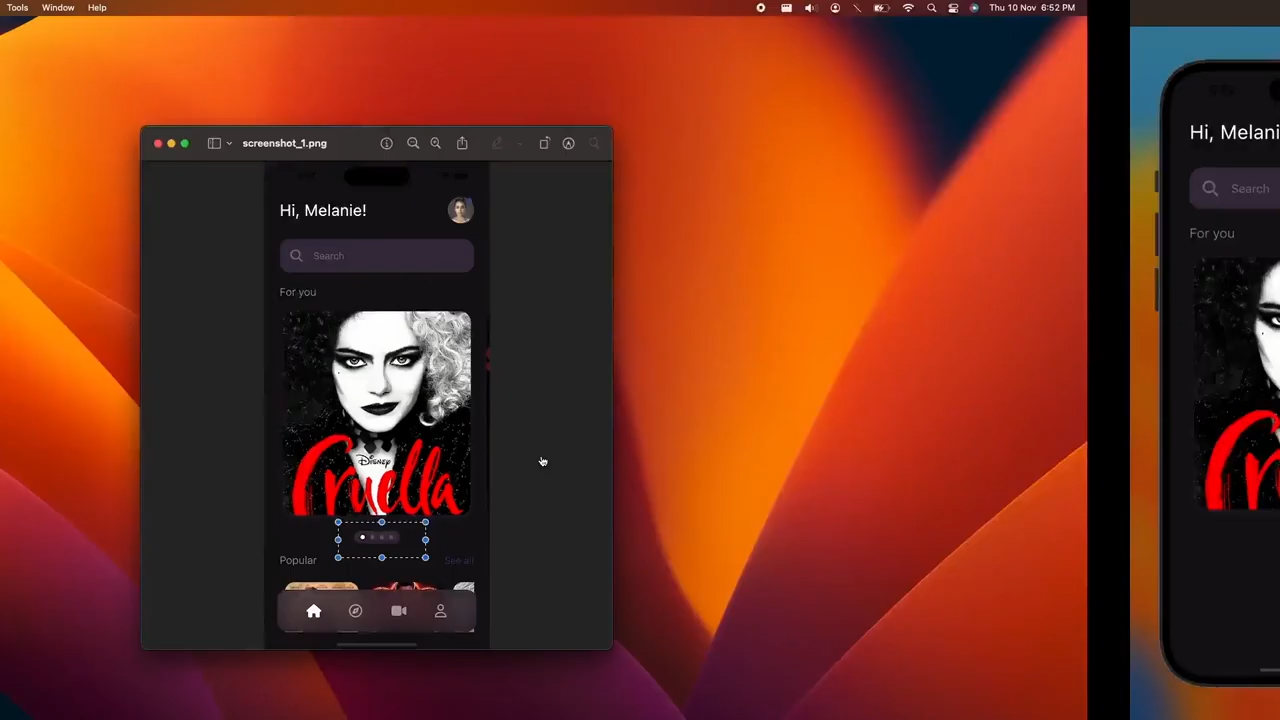 Tools Window Help Thu 10 Nov 6:52 PM
screenshot_1.png
Hi, Melanie!
Search
For you
Disney
Cruella
Popular See all
Hi, Melani
Search
For you